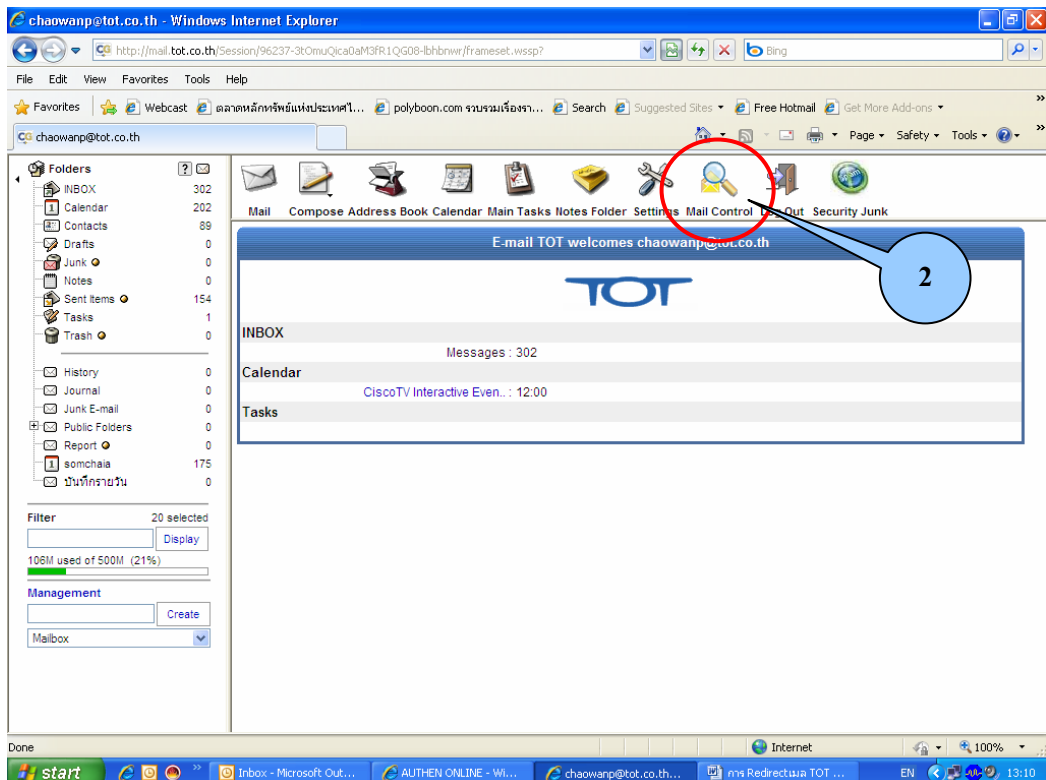 chaowanp@tot.co.th - Windows Internet Explorer
http://mail.tot.co.th/Session/96237-3tOmuQica0aM3fR1QG08-lbhbnwr/frameset.wssp?
Bing
File Edit View Favorites Tools Help
Favorites Webcast ตลาดหลักทรัพย์แห่งประเทศไ... polyboon.com รวบรวมเรื่องรา... Search Suggested Sites Free Hotmail Get More Add-ons
chaowanp@tot.co.th Page Safety Tools
Folders
INBOX 302
Calendar 202
Contacts 89
Drafts 0
Junk 0
Notes 0
Sent Items 154
Tasks 1
Trash 0
History 0
Journal 0
Junk E-mail 0
Public Folders 0
Report 0
somchaia 175
บันทึกรายวัน 0
Filter 20 selected
Display
106M used of 500M (21%)
Management
Create
Mailbox
Mail Compose Address Book Calendar Main Tasks Notes Folder Settings Mail Control Log Out Security Junk
E-mail TOT welcomes chaowanp@tot.co.th
2
TOT
INBOX
Messages : 302
Calendar
CiscoTV Interactive Even.. : 12:00
Tasks
Done Internet 100%
start Inbox - Microsoft Out... AUTHEN ONLINE - Wi... chaowanp@tot.co.th... การ Redirectเมล TOT ... EN 13:10